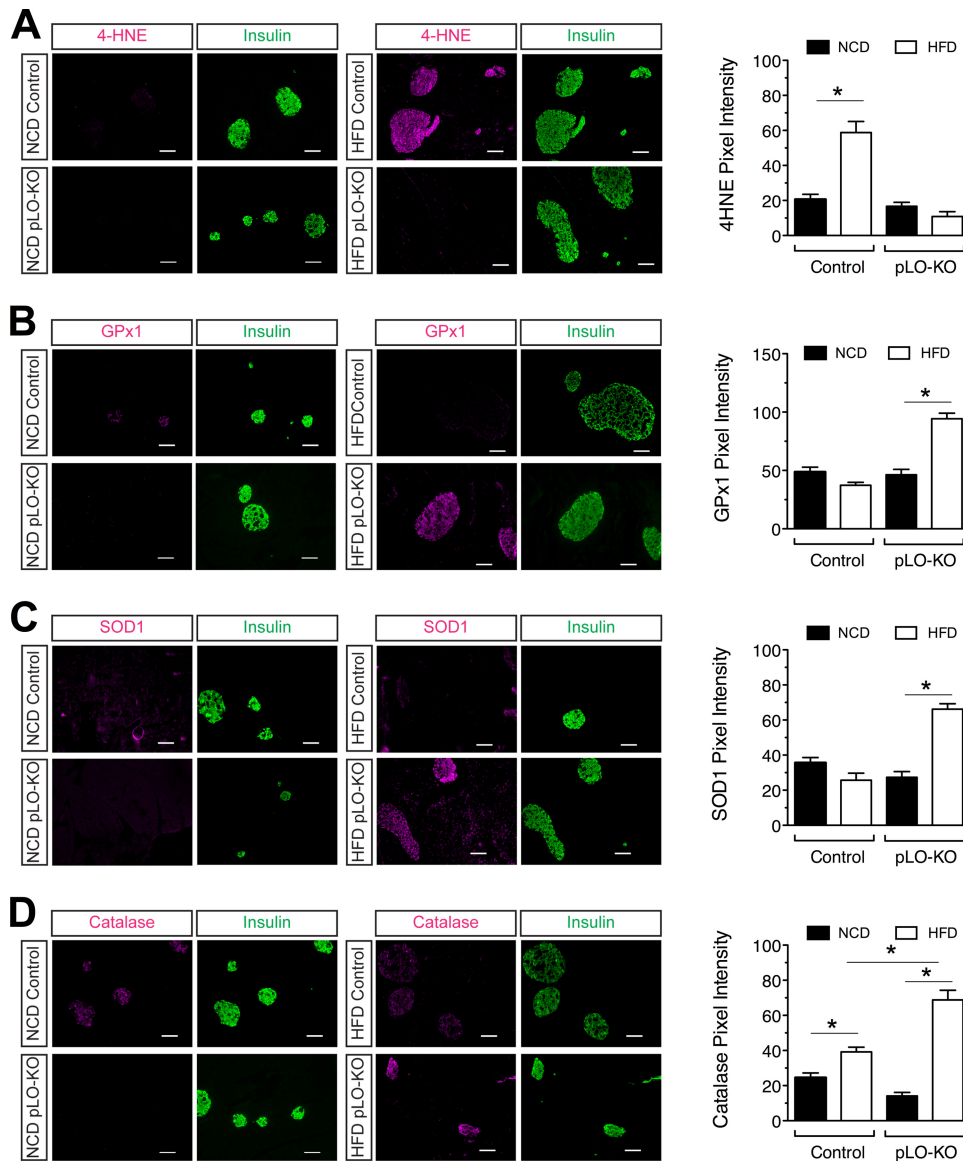 A
4-HNE
Insulin
4-HNE
Insulin
NCD Control
HFD Control
NCD pLO-KO
HFD pLO-KO
NCD
HFD
4HNE Pixel Intensity
100
80
60
40
20
0
*
Control
pLO-KO
B
GPx1
Insulin
GPx1
Insulin
NCD Control
HFDControl
NCD pLO-KO
HFD pLO-KO
NCD
HFD
GPx1 Pixel Intensity
150
100
50
0
*
Control
pLO-KO
C
SOD1
Insulin
SOD1
Insulin
NCD Control
HFD Control
NCD pLO-KO
HFD pLO-KO
NCD
HFD
SOD1 Pixel Intensity
100
80
60
40
20
0
*
Control
pLO-KO
D
Catalase
Insulin
Catalase
Insulin
NCD Control
HFD Control
NCD pLO-KO
HFD pLO-KO
NCD
HFD
Catalase Pixel Intensity
100
80
60
40
20
0
*
*
*
Control
pLO-KO